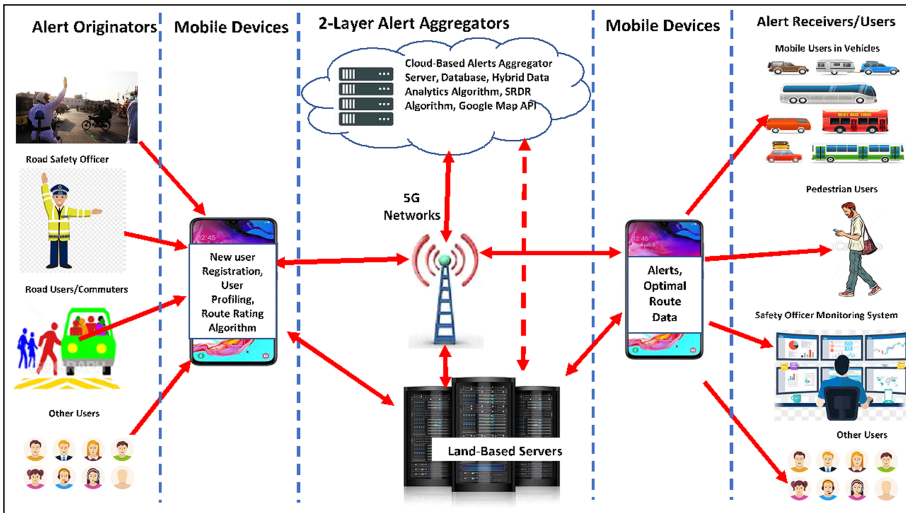 Alert Originators
Mobile Devices
2-Layer Alert Aggregators
Mobile Devices
Alert Receivers/Users
Road Safety Officer
Road Users/Commuters
Other Users
New user
Registration,
User
Profiling,
Route Rating
Algorithm
Cloud-Based Alerts Aggregator
Server, Database, Hybrid Data
Analytics Algorithm, SRDR
Algorithm, Google Map API
5G
Networks
Land-Based Servers
12:45
Alerts,
Optimal
Route
Data
Mobile Users in Vehicles
Pedestrian Users
Safety Officer Monitoring System
Other Users